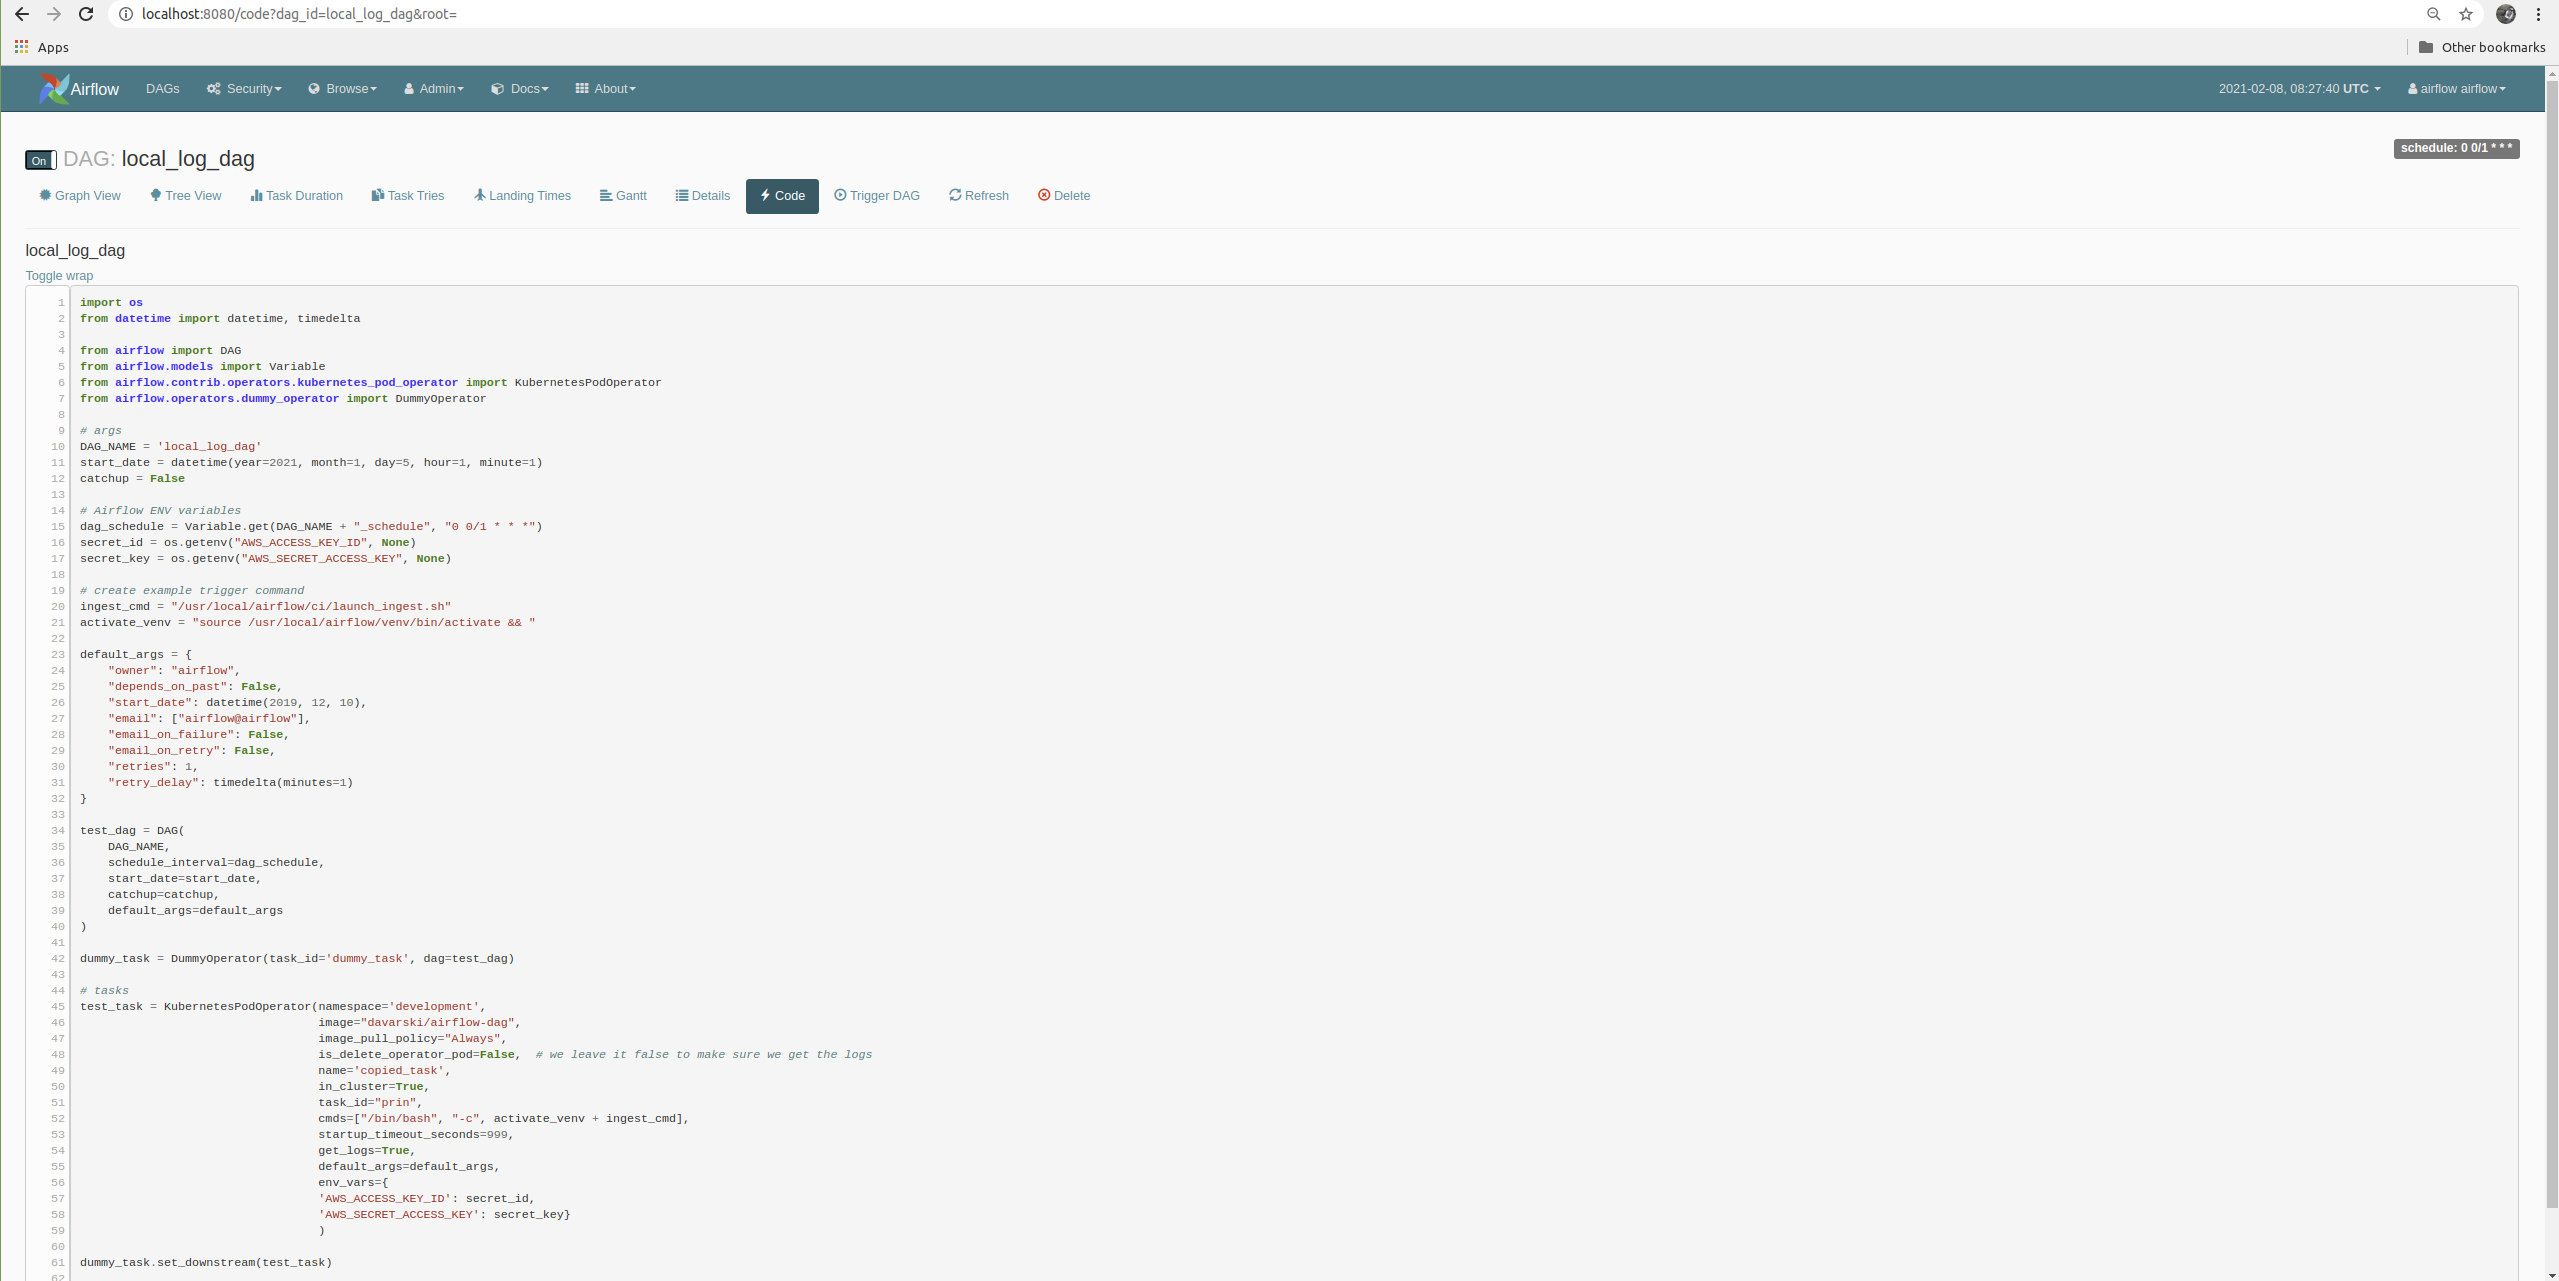 localhost:8080/code?dag_id=local_log_dag&root=
Apps
Other bookmarks
Airflow DAGs Security Browse Admin Docs About 2021-02-08, 08:27:40 UTC airflow airflow
On DAG: local_log_dag
schedule: 0 0/1 * * *
Graph View Tree View Task Duration Task Tries Landing Times Gantt Details Code Trigger DAG Refresh Delete
local_log_dag
Toggle wrap
1 import os
2 from datetime import datetime, timedelta
3
4 from airflow import DAG
5 from airflow.models import Variable
6 from airflow.contrib.operators.kubernetes_pod_operator import KubernetesPodOperator
7 from airflow.operators.dummy_operator import DummyOperator
8
9 # args
10 DAG_NAME = 'local_log_dag'
11 start_date = datetime(year=2021, month=1, day=5, hour=1, minute=1)
12 catchup = False
13
14 # Airflow ENV variables
15 dag_schedule = Variable.get(DAG_NAME + "_schedule", "0 0/1 * * *")
16 secret_id = os.getenv("AWS_ACCESS_KEY_ID", None)
17 secret_key = os.getenv("AWS_SECRET_ACCESS_KEY", None)
18
19 # create example trigger command
20 ingest_cmd = "/usr/local/airflow/ci/launch_ingest.sh"
21 activate_venv = "source /usr/local/airflow/venv/bin/activate && "
22
23 default_args = {
24     "owner": "airflow",
25     "depends_on_past": False,
26     "start_date": datetime(2019, 12, 10),
27     "email": ["airflow@airflow"],
28     "email_on_failure": False,
29     "email_on_retry": False,
30     "retries": 1,
31     "retry_delay": timedelta(minutes=1)
32 }
33
34 test_dag = DAG(
35     DAG_NAME,
36     schedule_interval=dag_schedule,
37     start_date=start_date,
38     catchup=catchup,
39     default_args=default_args
40 )
41
42 dummy_task = DummyOperator(task_id='dummy_task', dag=test_dag)
43
44 # tasks
45 test_task = KubernetesPodOperator(namespace='development',
46                                   image="davarski/airflow-dag",
47                                   image_pull_policy="Always",
48                                   is_delete_operator_pod=False,  # we leave it false to make sure we get the logs
49                                   name='copied_task',
50                                   in_cluster=True,
51                                   task_id="prin",
52                                   cmds=["/bin/bash", "-c", activate_venv + ingest_cmd],
53                                   startup_timeout_seconds=999,
54                                   get_logs=True,
55                                   default_args=default_args,
56                                   env_vars={
57                                   'AWS_ACCESS_KEY_ID': secret_id,
58                                   'AWS_SECRET_ACCESS_KEY': secret_key}
59                                   )
60
61 dummy_task.set_downstream(test_task)
62